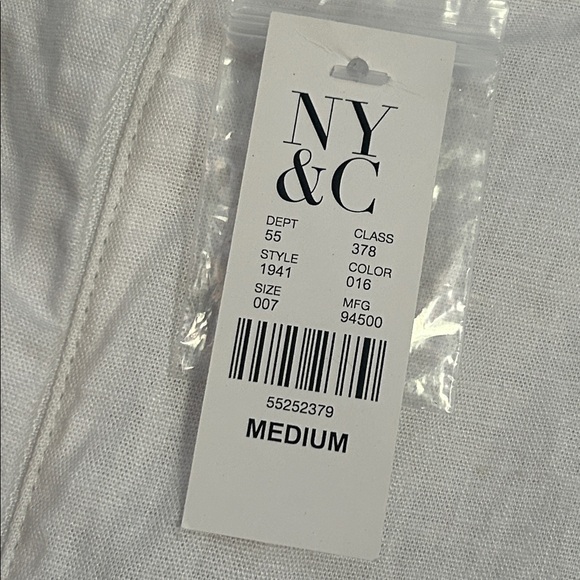 NY
&C
DEPT CLASS
55 378
STYLE COLOR
1941 016
SIZE MFG
007 94500
55252379
MEDIUM